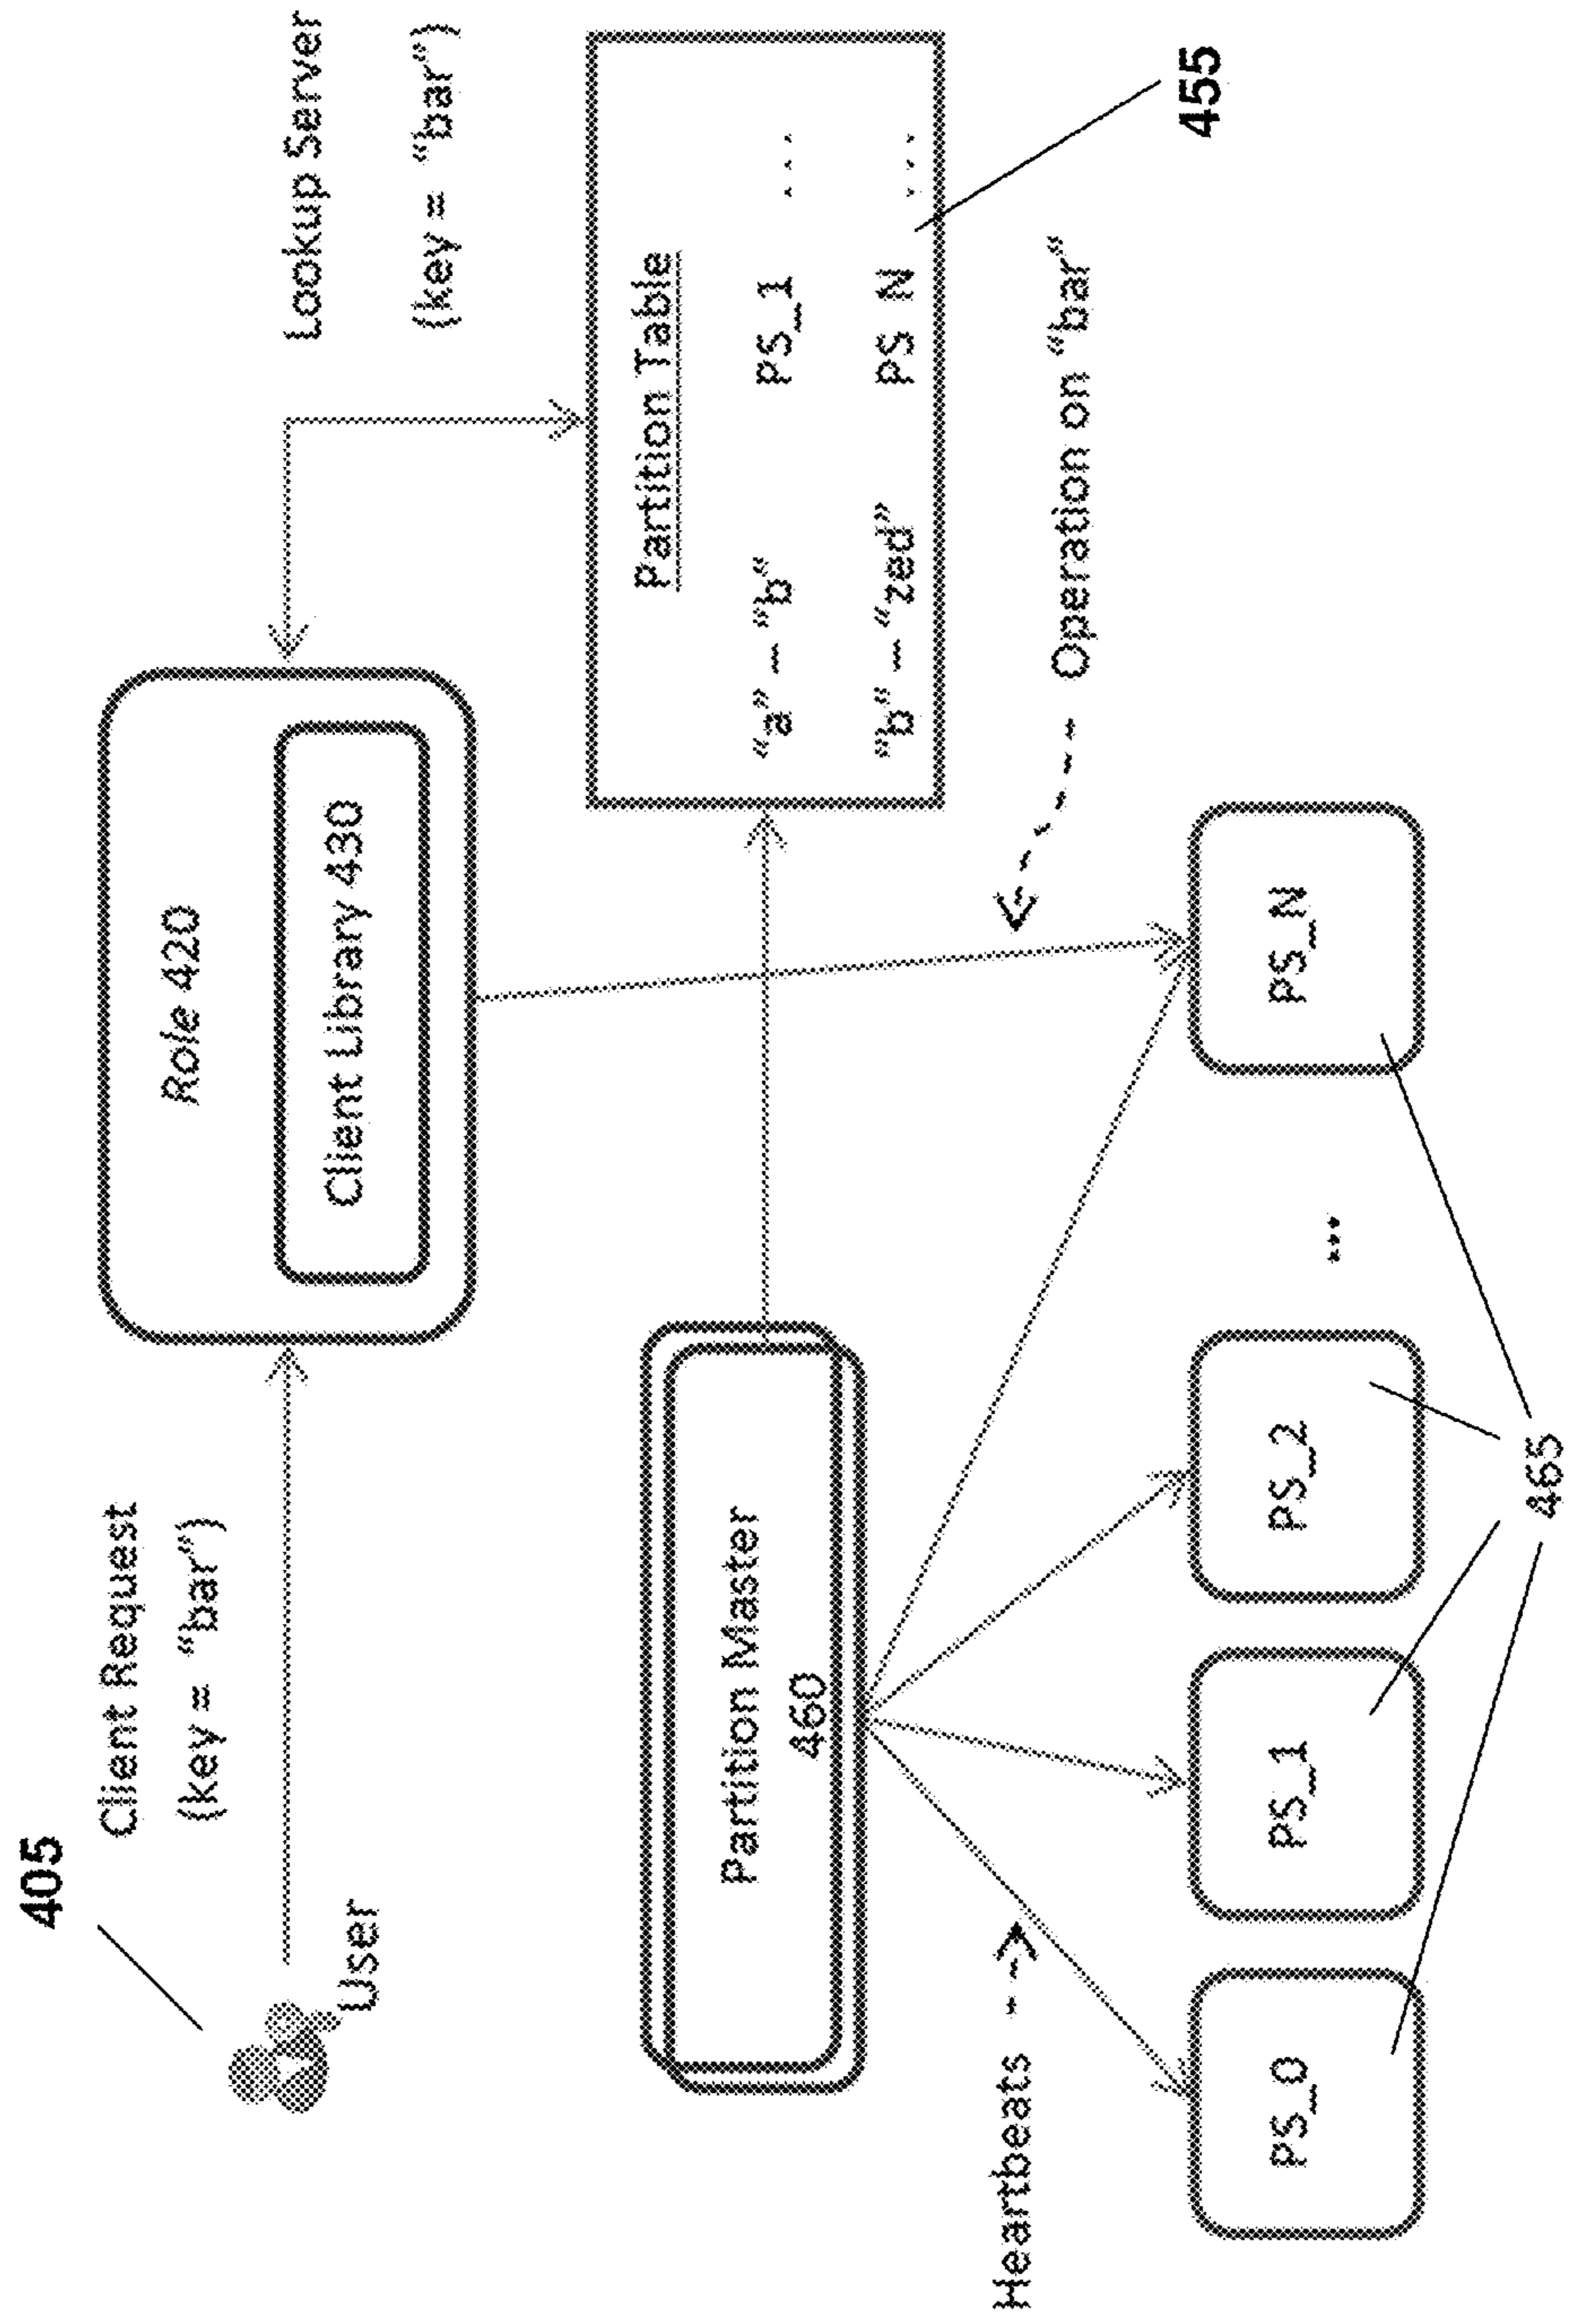 405
Client Request
(key = "bar")
User
Role 420
Client Library 430
Lookup Server
(key = "bar")
Partition Master
460
Partition Table
"a" – "b" PS_1 ...
"b" – "zed" PS N ...
455
Heartbeats
Operation on "bar"
PS_0
PS_1
PS_2
...
PS_N
465